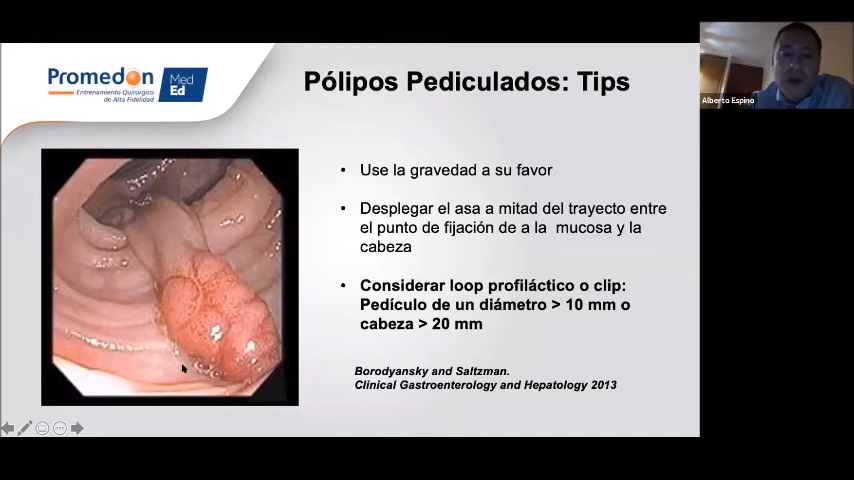 Promedon
Med
Ed
Entrenamiento Quirúrgico
de Alta Fidelidad
Pólipos Pediculados: Tips
Alberto Espino
• Use la gravedad a su favor
• Desplegar el asa a mitad del trayecto entre
el punto de fijación de a la mucosa y la
cabeza
• Considerar loop profiláctico o clip:
Pedículo de un diámetro > 10 mm o
cabeza > 20 mm
Borodyansky and Saltzman.
Clinical Gastroenterology and Hepatology 2013